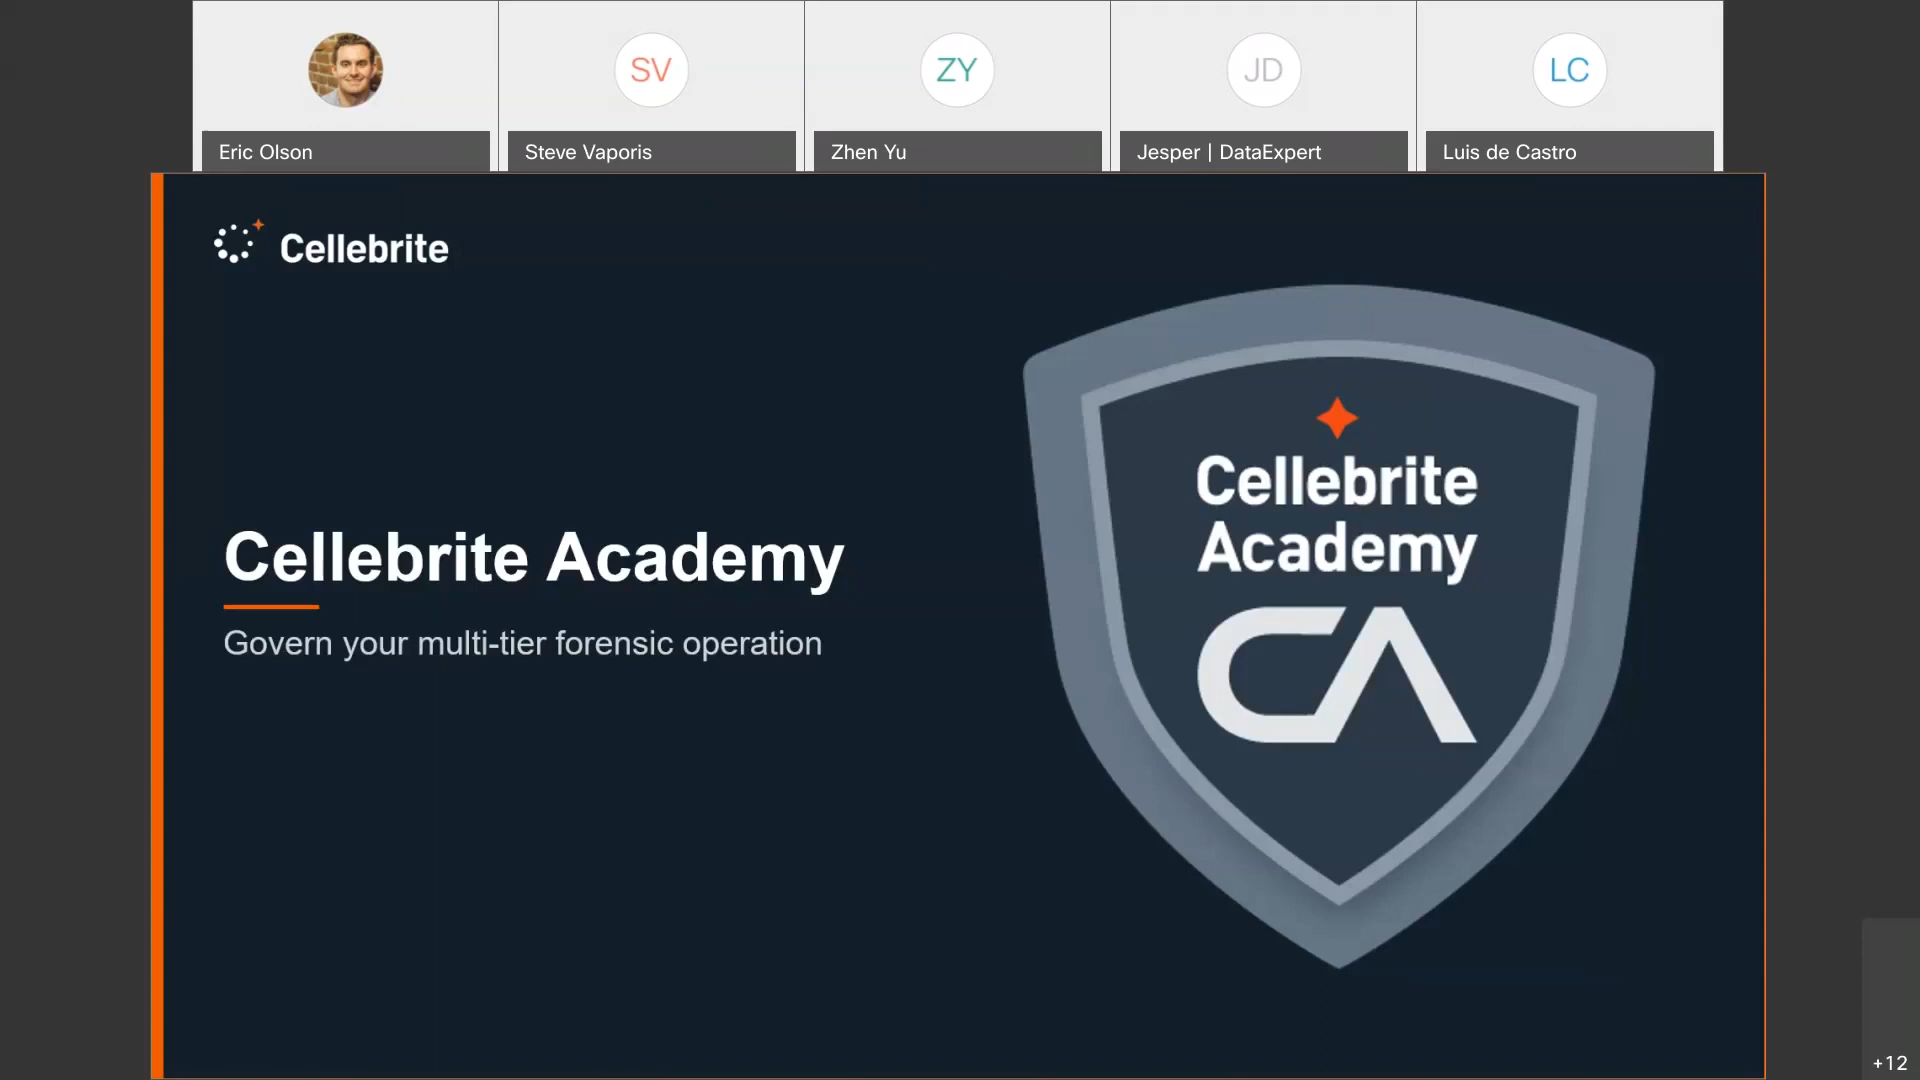 SV
ZY
JD
LC
Eric Olson
Steve Vaporis
Zhen Yu
Jesper | DataExpert
Luis de Castro
Cellebrite
Cellebrite Academy
Govern your multi-tier forensic operation
Cellebrite
Academy
CA
+12